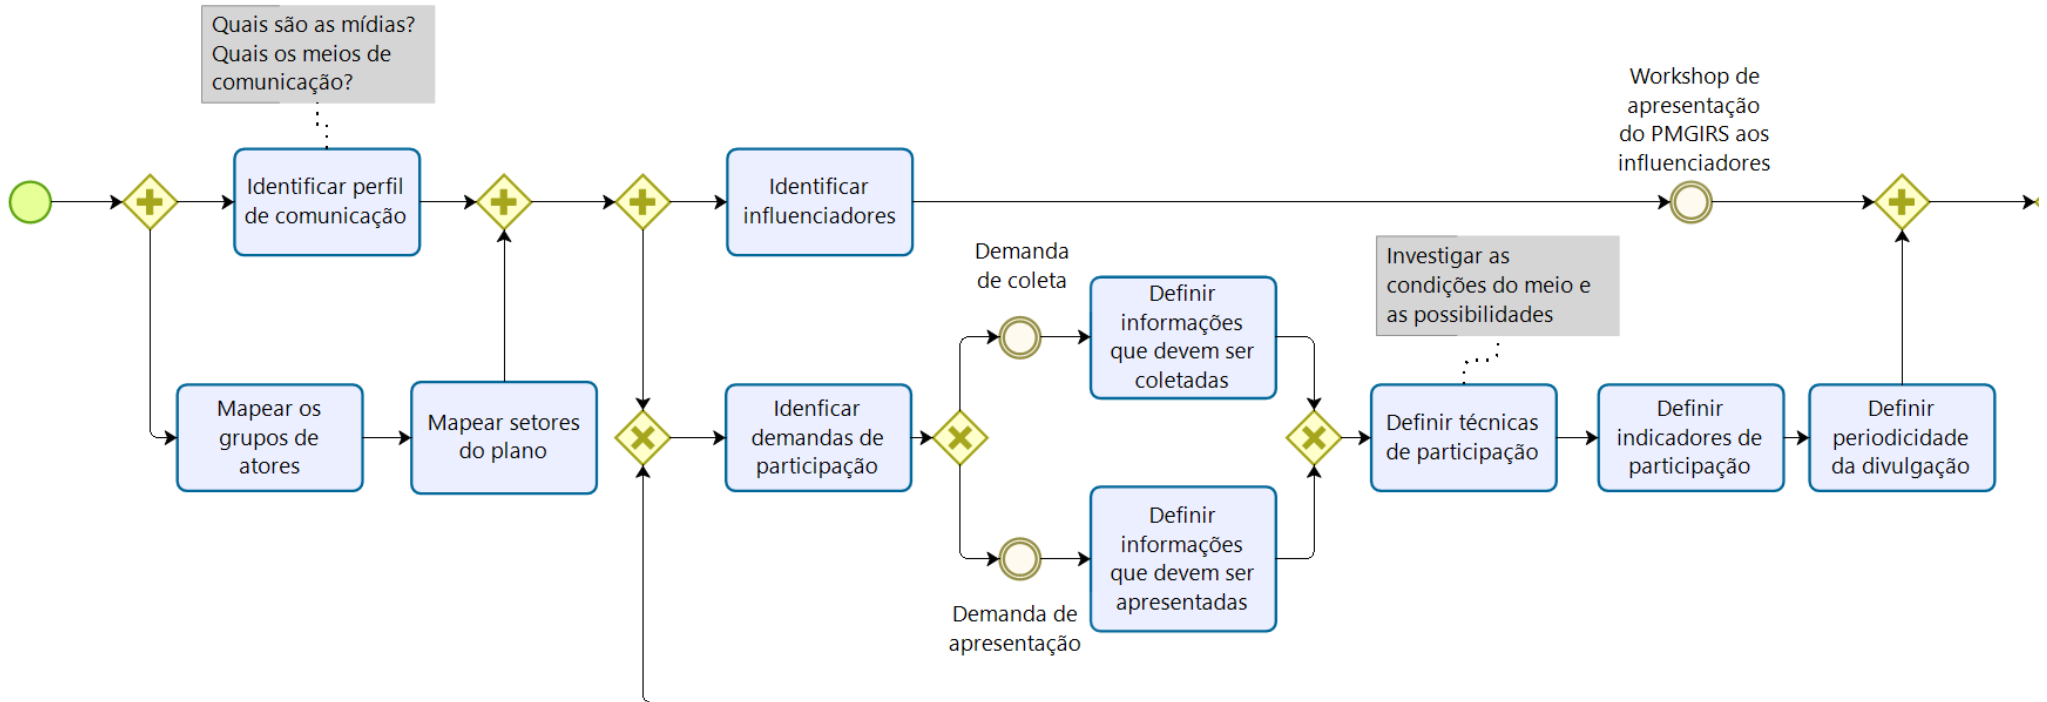 Quais são as mídias?
Quais os meios de
comunicação?
Identificar perfil
de comunicação
Mapear os
grupos de
atores
Mapear setores
do plano
Identificar
influenciadores
Idenficar
demandas de
participação
Demanda
de coleta
Definir
informações
que devem ser
coletadas
Demanda de
apresentação
Definir
informações
que devem ser
apresentadas
Investigar as
condições do meio e
as possibilidades
Definir técnicas
de participação
Definir
indicadores de
participação
Definir
periodicidade
da divulgação
Workshop de
apresentação
do PMGIRS aos
influenciadores